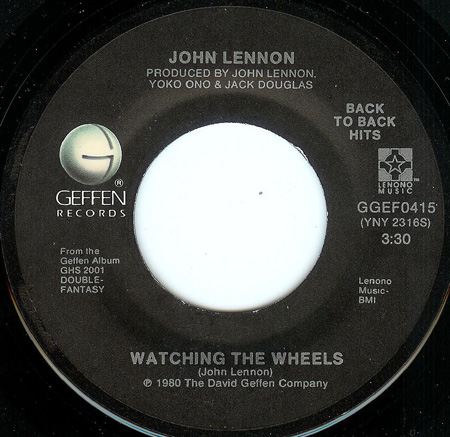 JOHN LENNON
PRODUCED BY JOHN LENNON,
YOKO ONO & JACK DOUGLAS
BACK
TO BACK
HITS
GEFFEN®
RECORDS
LENONO
MUSIC™
GGEF0415
(YNY 2316S)
3:30
From the
Geffen Album
GHS 2001
DOUBLE-
FANTASY
Lenono
Music-
BMI
WATCHING THE WHEELS
(John Lennon)
℗ 1980 The David Geffen Company